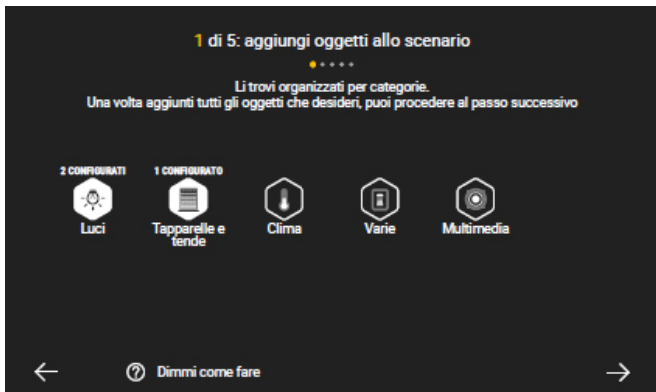 1 di 5: aggiungi oggetti allo scenario
Li trovi organizzati per categorie.
Una volta aggiunti tutti gli oggetti che desideri, puoi procedere al passo successivo
2 CONFIGURATI
1 CONFIGURATO
Luci
Tapparelle e
tende
Clima
Varie
Multimedia
Dimmi come fare